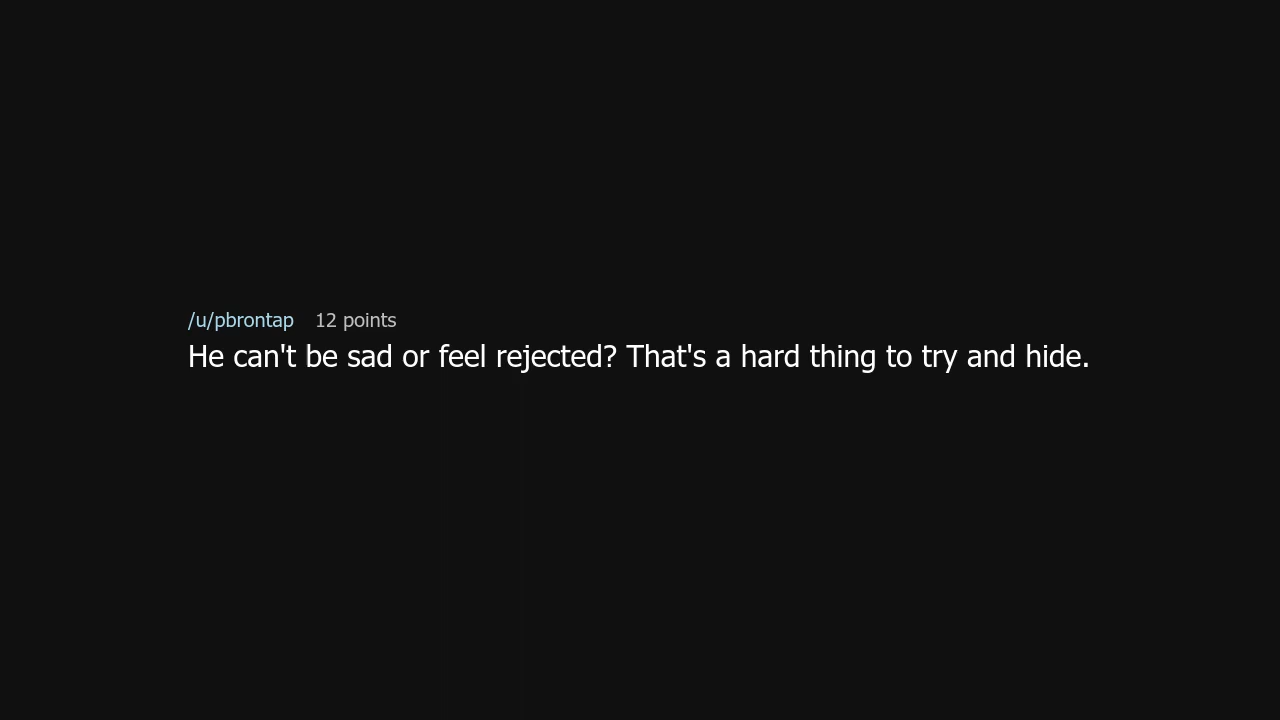 /u/pbrontap 12 points
He can't be sad or feel rejected? That's a hard thing to try and hide.